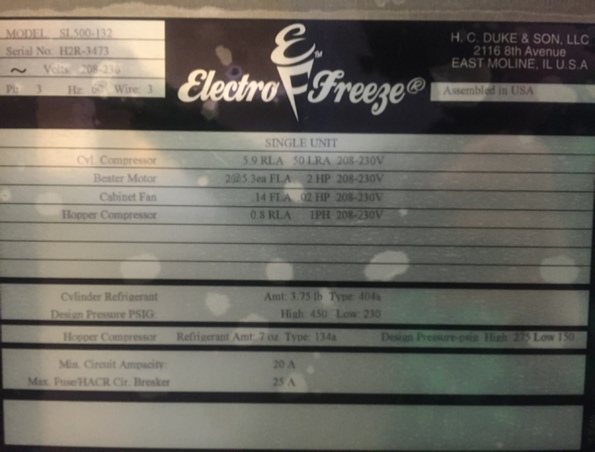 MODEL: SL500-132
Serial No: H2R-3473
~ Volts 208-230
Ph 3 Hz 60 Wire: 3
Electro Freeze®
H. C. DUKE & SON, LLC
2116 8th Avenue
EAST MOLINE, IL U.S.A
Assembled in USA
SINGLE UNIT
Cyl. Compressor 5.9 RLA 50 LRA 208-230V
Beater Motor 2@5.3ea FLA 2 HP 208-230V
Cabinet Fan .14 FLA .02 HP 208-230V
Hopper Compressor 0.8 RLA 1PH 208-230V
Cylinder Refrigerant Amt: 3.75 lb Type: 404a
Design Pressure PSIG: High: 450 Low: 230
Hopper Compressor Refrigerant Amt: 7 oz Type: 134a Design Pressure-psig High 275 Low 150
Min. Circuit Ampacity: 20 A
Max. Fuse/HACR Cir. Breaker 25 A